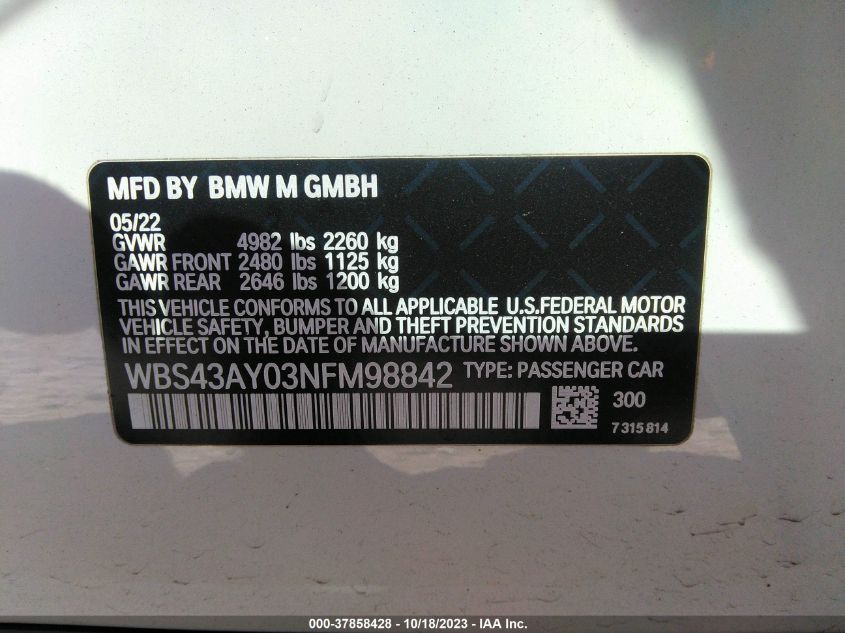 MFD BY BMW M GMBH
05/22
GVWR 4982 lbs 2260 kg
GAWR FRONT 2480 lbs 1125 kg
GAWR REAR 2646 lbs 1200 kg
THIS VEHICLE CONFORMS TO ALL APPLICABLE U.S.FEDERAL MOTOR
VEHICLE SAFETY, BUMPER AND THEFT PREVENTION STANDARDS
IN EFFECT ON THE DATE OF MANUFACTURE SHOWN ABOVE.
WBS43AY03NFM98842 TYPE: PASSENGER CAR
300
7 315 814
000-37858428 - 10/18/2023 - IAA Inc.